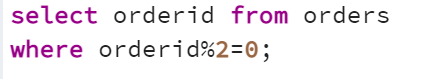 select orderid from orders
where orderid%2=0;